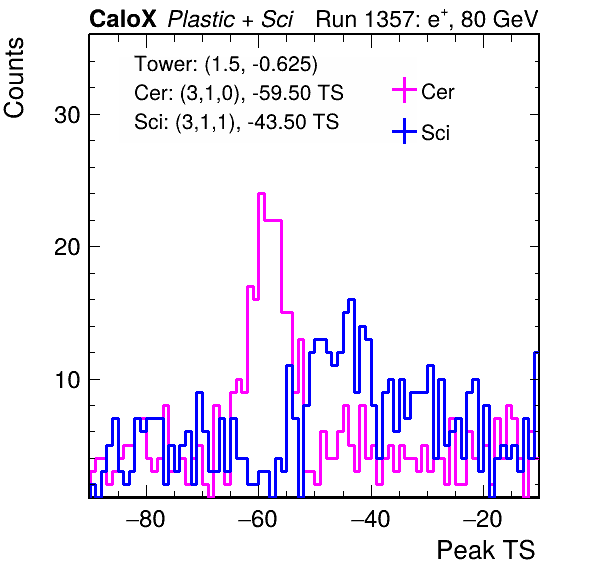 CaloX Plastic + Sci Run 1357: e+, 80 GeV
Counts
Tower: (1.5, -0.625)
Cer: (3,1,0), -59.50 TS
Sci: (3,1,1), -43.50 TS
Cer
Sci
30
20
10
−80 −60 −40 −20
Peak TS